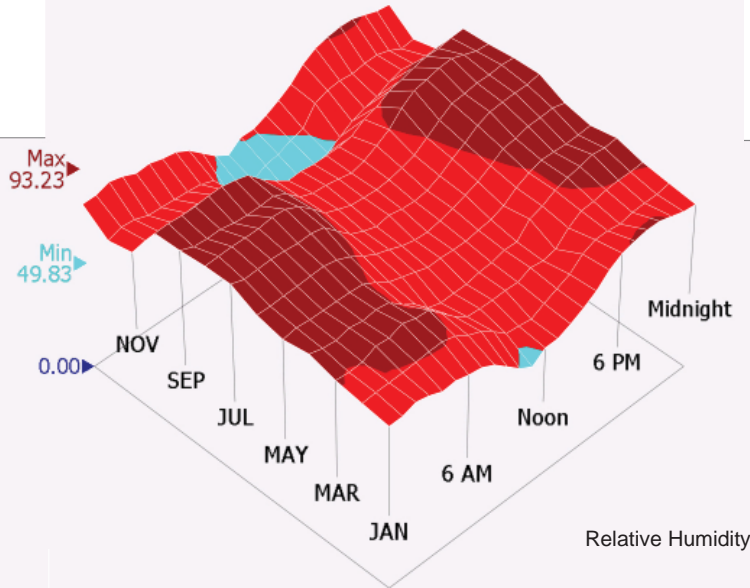 Max
93.23
Min
49.83
0.00
NOV
SEP
JUL
MAY
MAR
JAN
6 AM
Noon
6 PM
Midnight
Relative Humidity